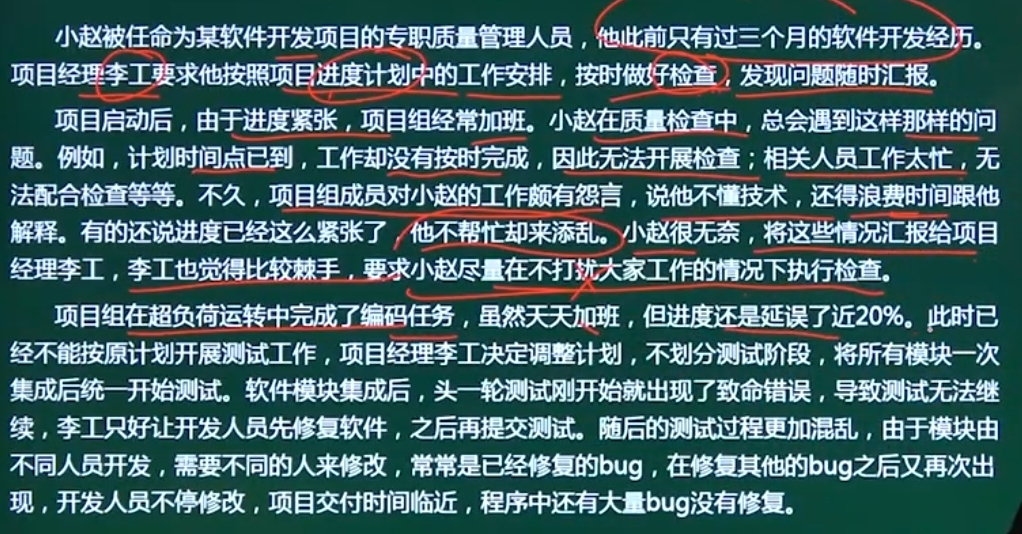 小赵被任命为某软件开发项目的专职质量管理人员，他此前只有过三个月的软件开发经历。
项目经理李工要求他按照项目进度计划中的工作安排，按时做好检查，发现问题随时汇报。
项目启动后，由于进度紧张，项目组经常加班。小赵在质量检查中，总会遇到这样那样的问
题。例如，计划时间点已到，工作却没有按时完成，因此无法开展检查；相关人员工作太忙，无
法配合检查等等。不久，项目组成员对小赵的工作颇有怨言，说他不懂技术，还得浪费时间跟他
解释。有的还说进度已经这么紧张了，他不帮忙却来添乱。小赵很无奈，将这些情况汇报给项目
经理李工，李工也觉得比较棘手，要求小赵尽量在不打扰大家工作的情况下执行检查。
项目组在超负荷运转中完成了编码任务，虽然天天加班，但进度还是延误了近20%。此时已
经不能按原计划开展测试工作，项目经理李工决定调整计划，不划分测试阶段，将所有模块一次
集成后统一开始测试。软件模块集成后，头一轮测试刚开始就出现了致命错误，导致测试无法继
续，李工只好让开发人员先修复软件，之后再提交测试。随后的测试过程更加混乱，由于模块由
不同人员开发，需要不同的人来修改，常常是已经修复的bug，在修复其他的bug之后又再次出
现，开发人员不停修改，项目交付时间临近，程序中还有大量bug没有修复。